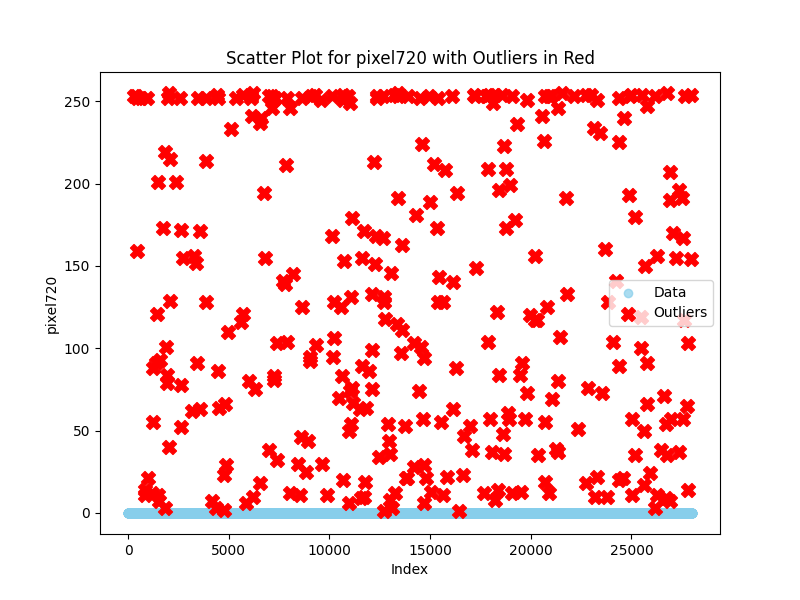 Scatter Plot for pixel720 with Outliers in Red
pixel720
250
200
150
100
50
0
Data
Outliers
0 5000 10000 15000 20000 25000
Index